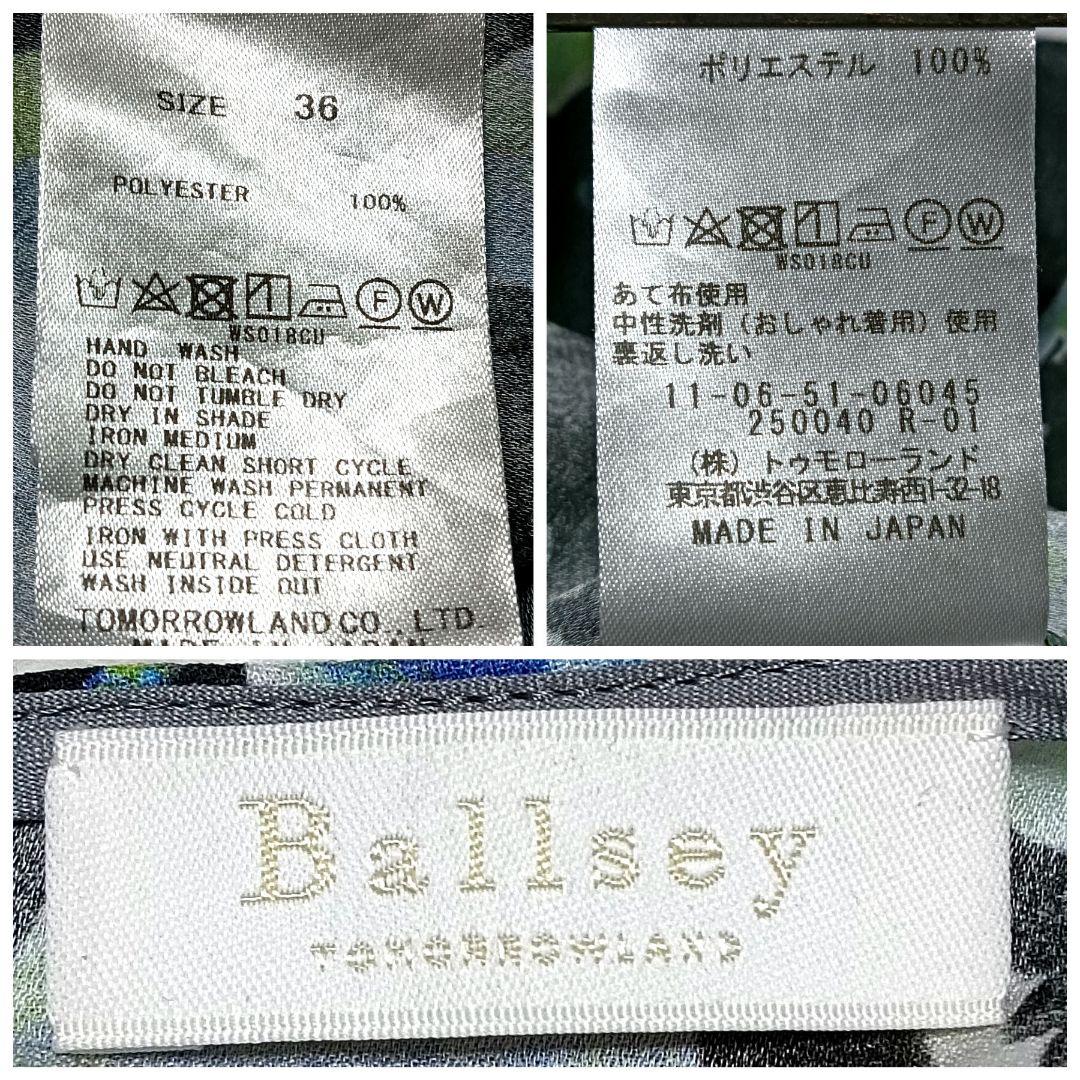 SIZE 36
POLYESTER 100%
F W
WS018CU
HAND WASH
DO NOT BLEACH
DO NOT TUMBLE DRY
DRY IN SHADE
IRON MEDIUM
DRY CLEAN SHORT CYCLE
MACHINE WASH PERMANENT
PRESS CYCLE COLD
IRON WITH PRESS CLOTH
USE NEUTRAL DETERGENT
WASH INSIDE OUT
TOMORROWLAND CO., LTD.
MADE IN JAPAN
ポリエステル 100%
F W
WS018CU
あて布使用
中性洗剤（おしゃれ着用）使用
裏返し洗い
11-06-51-06045
250040 R-01
（株）トゥモローランド
東京都渋谷区恵比寿西1-32-18
MADE IN JAPAN
Ballsey
TOMORROWLAND